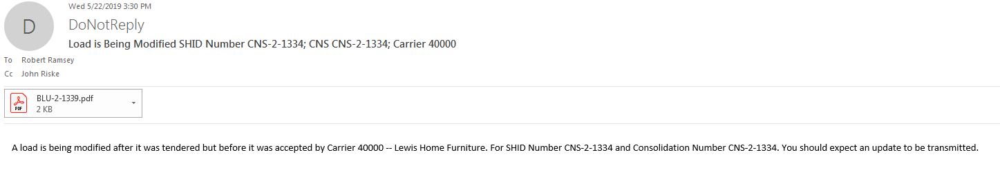 Wed 5/22/2019 3:30 PM
D
DoNotReply
Load is Being Modified SHID Number CNS-2-1334; CNS CNS-2-1334; Carrier 40000
To Robert Ramsey
Cc John Riske
BLU-2-1339.pdf
PDF
2 KB
A load is being modified after it was tendered but before it was accepted by Carrier 40000 -- Lewis Home Furniture. For SHID Number CNS-2-1334 and Consolidation Number CNS-2-1334. You should expect an update to be transmitted.